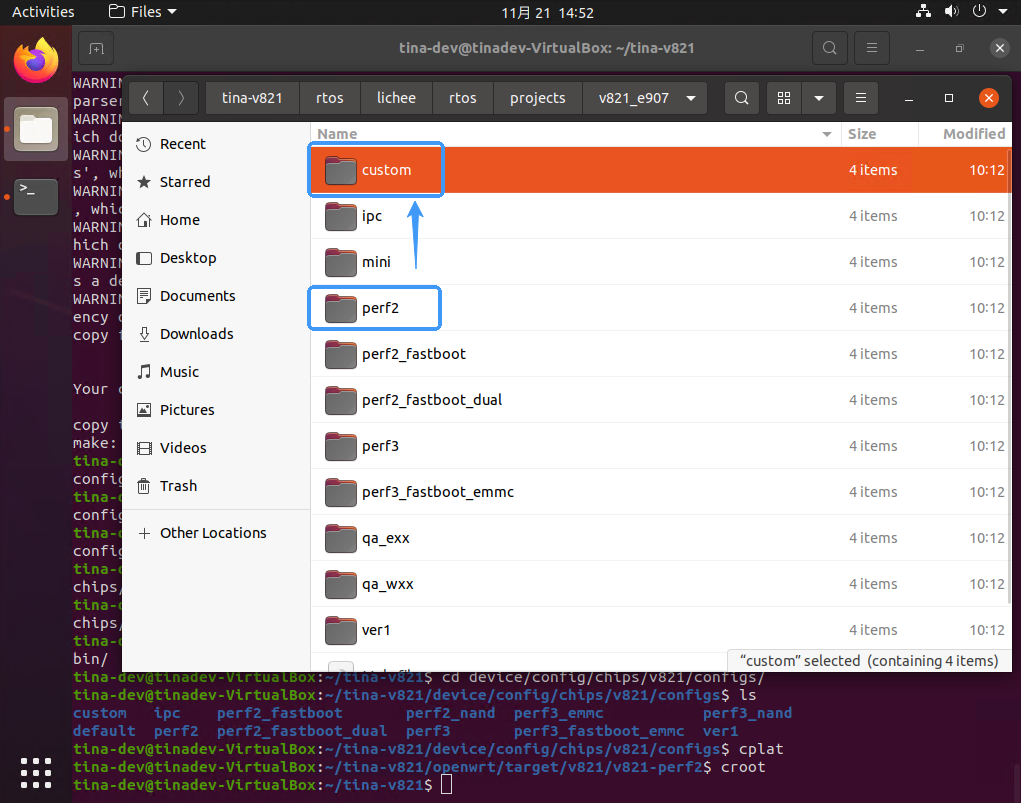 Activities Files 11月 21 14:52
tina-dev@tinadev-VirtualBox: ~/tina-v821
tina-v821 rtos lichee rtos projects v821_e907
Name Size Modified
Recent
Starred
Home
Desktop
Documents
Downloads
Music
Pictures
Videos
Trash
Other Locations
custom 4 items 10:12
ipc 4 items 10:12
mini 4 items 10:12
perf2 4 items 10:12
perf2_fastboot 4 items 10:12
perf2_fastboot_dual 4 items 10:12
perf3 4 items 10:12
perf3_fastboot_emmc 4 items 10:12
qa_exx 4 items 10:12
qa_wxx 4 items 10:12
ver1 4 items 10:12
"custom" selected (containing 4 items)
WARNIN
parser
WARNIN
ich do
WARNIN
s', wh
WARNIN
, whic
WARNIN
hich d
WARNIN
s a de
WARNIN
ency o
copy f
Your c
copy t
make:
tina-d
config
tina-d
config
tina-d
config
tina-d
chips/
tina-d
chips/
tina-d
bin/
tina-dev@tinadev-VirtualBox:~/tina-v821$ cd device/config/chips/v821/configs/
tina-dev@tinadev-VirtualBox:~/tina-v821/device/config/chips/v821/configs$ ls
custom ipc perf2_fastboot perf2_nand perf3_emmc perf3_nand
default perf2 perf2_fastboot_dual perf3 perf3_fastboot_emmc ver1
tina-dev@tinadev-VirtualBox:~/tina-v821/device/config/chips/v821/configs$ cplat
tina-dev@tinadev-VirtualBox:~/tina-v821/openwrt/target/v821/v821-perf2$ croot
tina-dev@tinadev-VirtualBox:~/tina-v821$